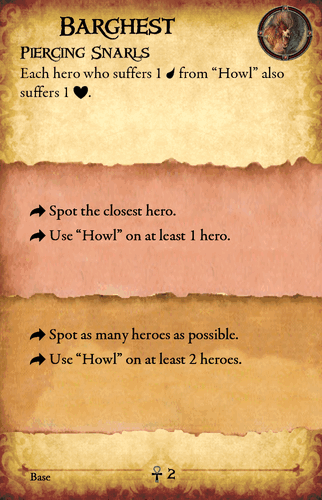 Barghest
Piercing Snarls
Each hero who suffers 1 from “Howl” also
suffers 1 .
Spot the closest hero.
Use “Howl” on at least 1 hero.
Spot as many heroes as possible.
Use “Howl” on at least 2 heroes.
Base
2